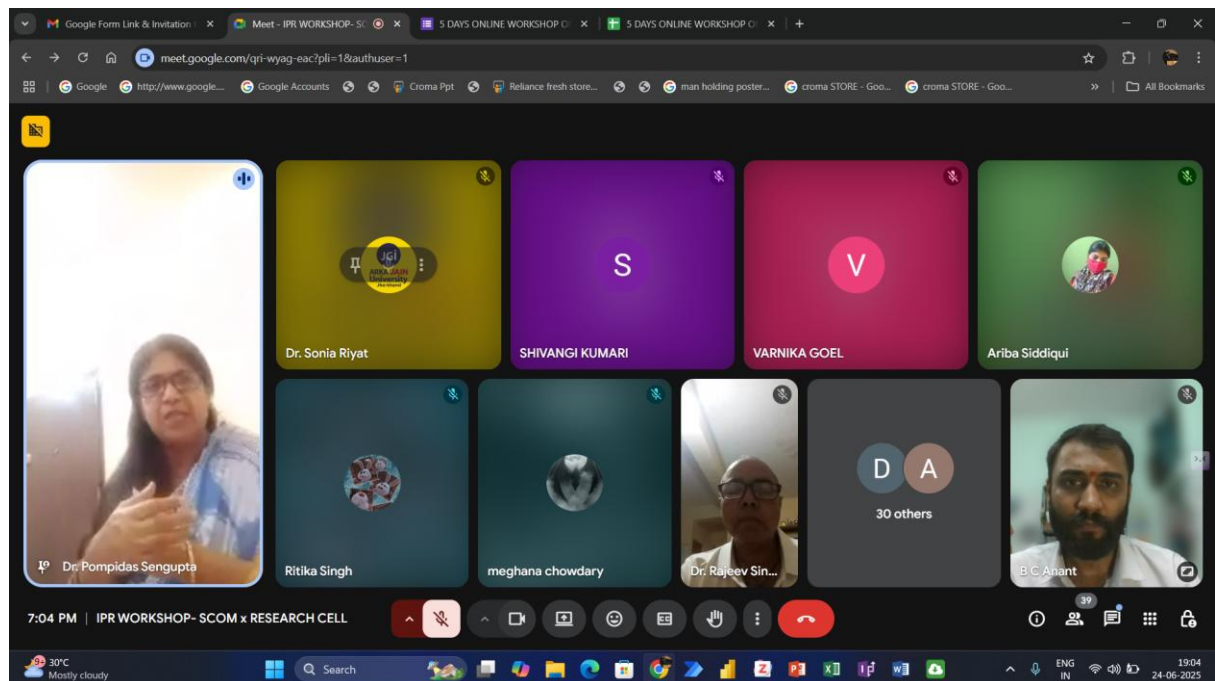 Google Form Link & Invitation
Meet - IPR WORKSHOP- SC
5 DAYS ONLINE WORKSHOP O
5 DAYS ONLINE WORKSHOP O
meet.google.com/qri-wyag-eac?pli=1&authuser=1
Google
http://www.google....
Google Accounts
Croma Ppt
Reliance fresh store...
man holding poster...
croma STORE - Goo...
croma STORE - Goo...
All Bookmarks
JGi
ARKA JAIN
University
Jharkhand
S
V
Dr. Sonia Riyat
SHIVANGI KUMARI
VARNIKA GOEL
Ariba Siddiqui
D A
30 others
Dr. Pompidas Sengupta
Ritika Singh
meghana chowdary
Dr. Rajeev Sin...
B C Anant
7:04 PM | IPR WORKSHOP- SCOM x RESEARCH CELL
39
9+
30°C
Mostly cloudy
Search
ENG
IN
19:04
24-06-2025